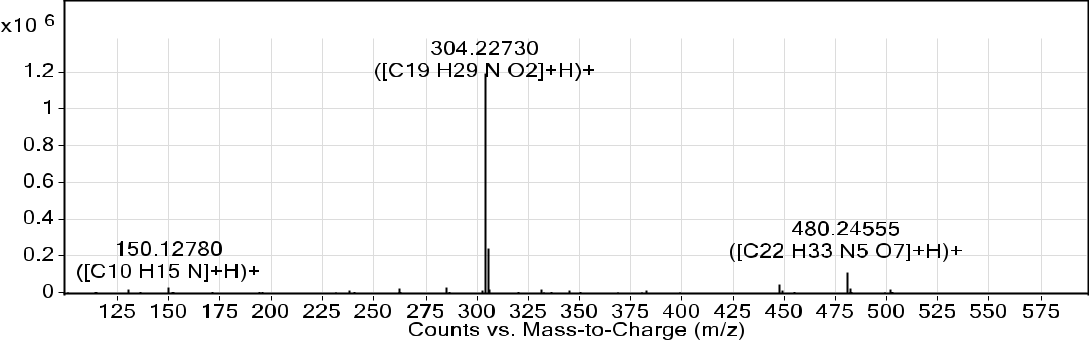 x10 6
304.22730
([C19 H29 N O2]+H)+
1.2
1
0.8
0.6
0.4
480.24555
150.12780
([C22 H33 N5 O7]+H)+
0.2
([C10 H15 N]+H)+
0
125 150 175 200 225 250 275 300 325 350 375 400 425 450 475 500 525 550 575
Counts vs. Mass-to-Charge (m/z)